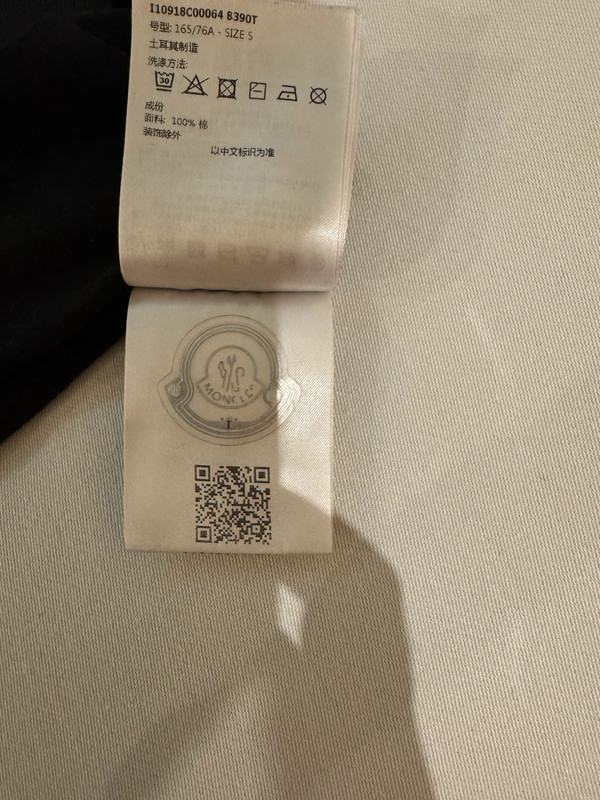 I10918C00064 8390T
号型: 165/76A - SIZE S
土耳其制造
洗涤方法:
30
成份
面料: 100% 棉
装饰除外
以中文标识为准
MONCLER